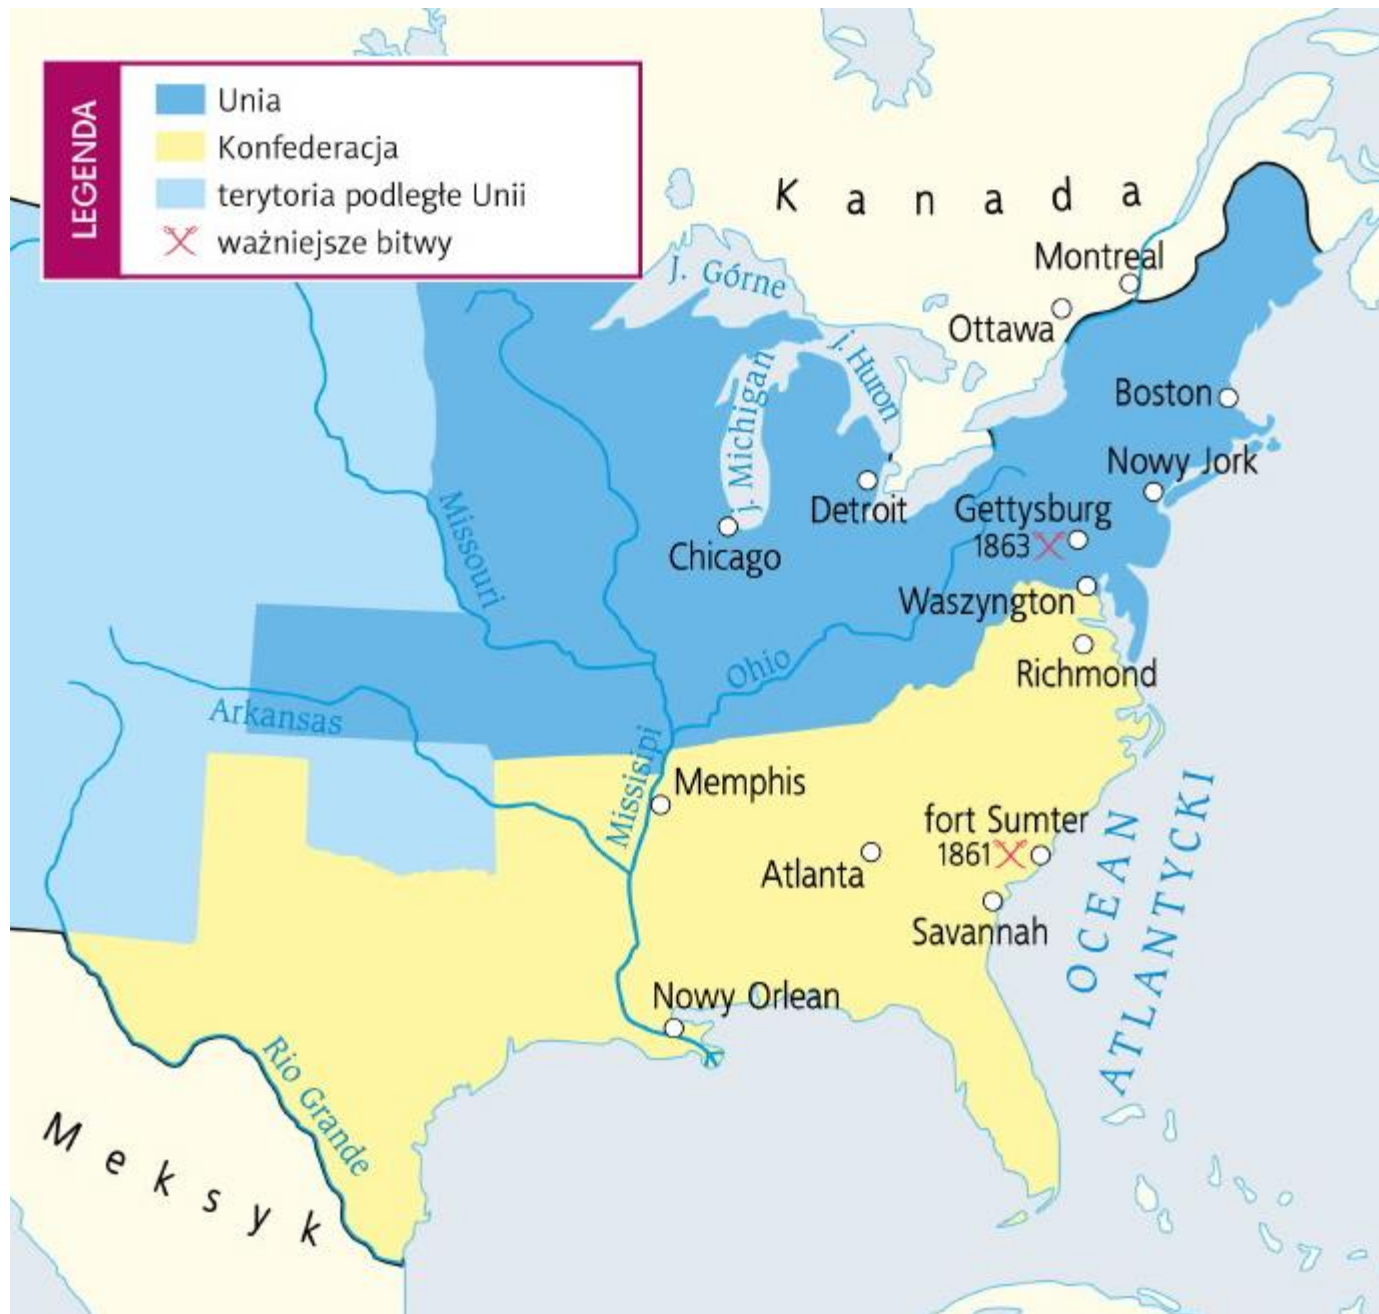 LEGENDA
Unia
Konfederacja
terytoria podległe Unii
ważniejsze bitwy
Kanada
J. Górne
Montreal
Ottawa
j. Huron
j. Michigan
Boston
Nowy Jork
Detroit
Gettysburg
1863
Chicago
Missouri
Waszyngton
Ohio
Richmond
Arkansas
Missisipi
Memphis
fort Sumter
1861
Atlanta
Savannah
OCEAN
ATLANTYCKI
Nowy Orlean
Rio Grande
Meksyk